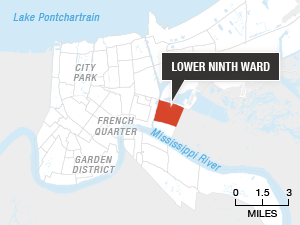 Lake Pontchartrain
LOWER NINTH WARD
CITY
PARK
FRENCH
QUARTER
Mississippi River
GARDEN
DISTRICT
0 1.5 3
MILES